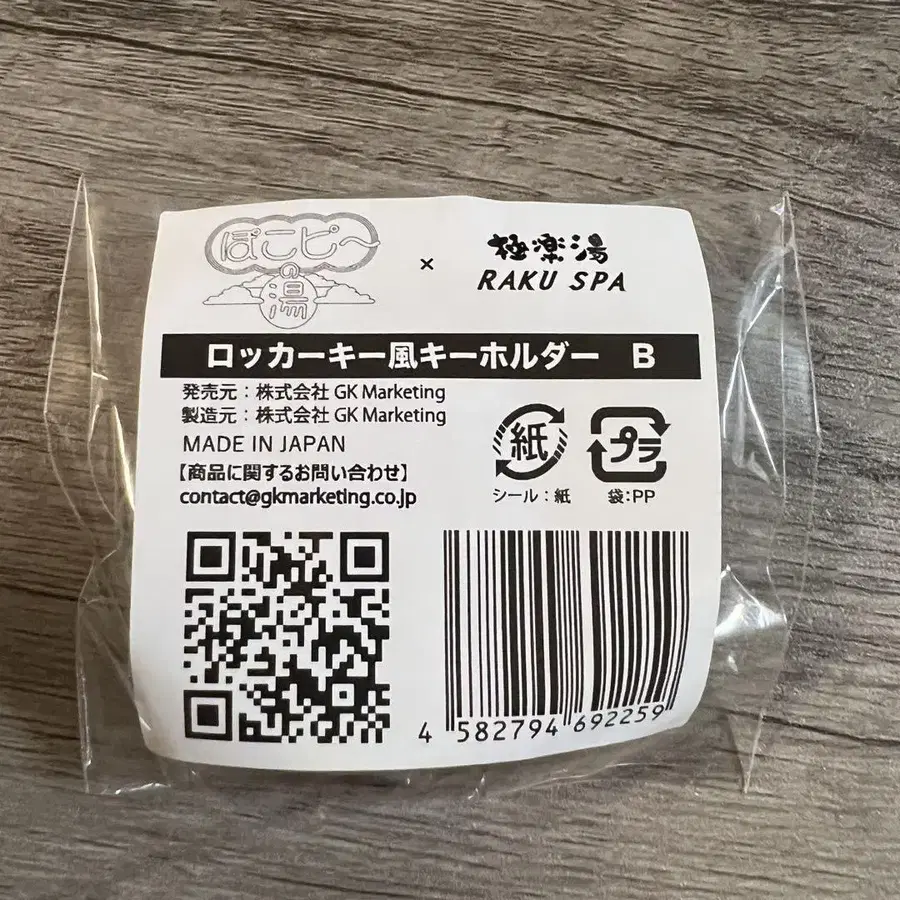 ぽこピ〜
の
湯
×
極楽湯
RAKU SPA
ロッカーキー風キーホルダー B
発売元：株式会社 GK Marketing
製造元：株式会社 GK Marketing
MADE IN JAPAN
【商品に関するお問い合わせ】
contact@gkmarketing.co.jp
紙
プラ
シール：紙
袋:PP
4 582794 692259